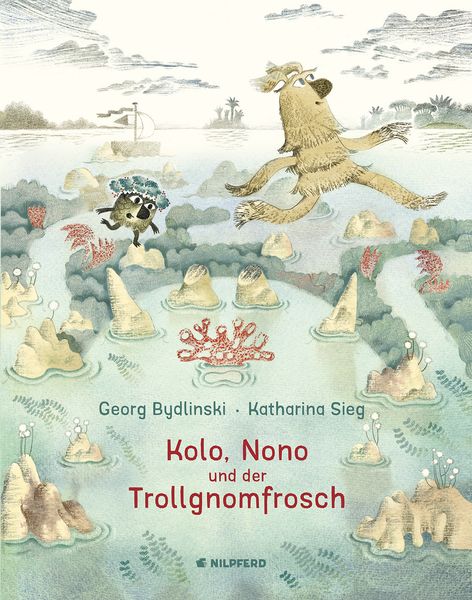 Georg Bydlinski · Katharina Sieg
Kolo, Nono
und der
Trollgnomfrosch
NILPFERD